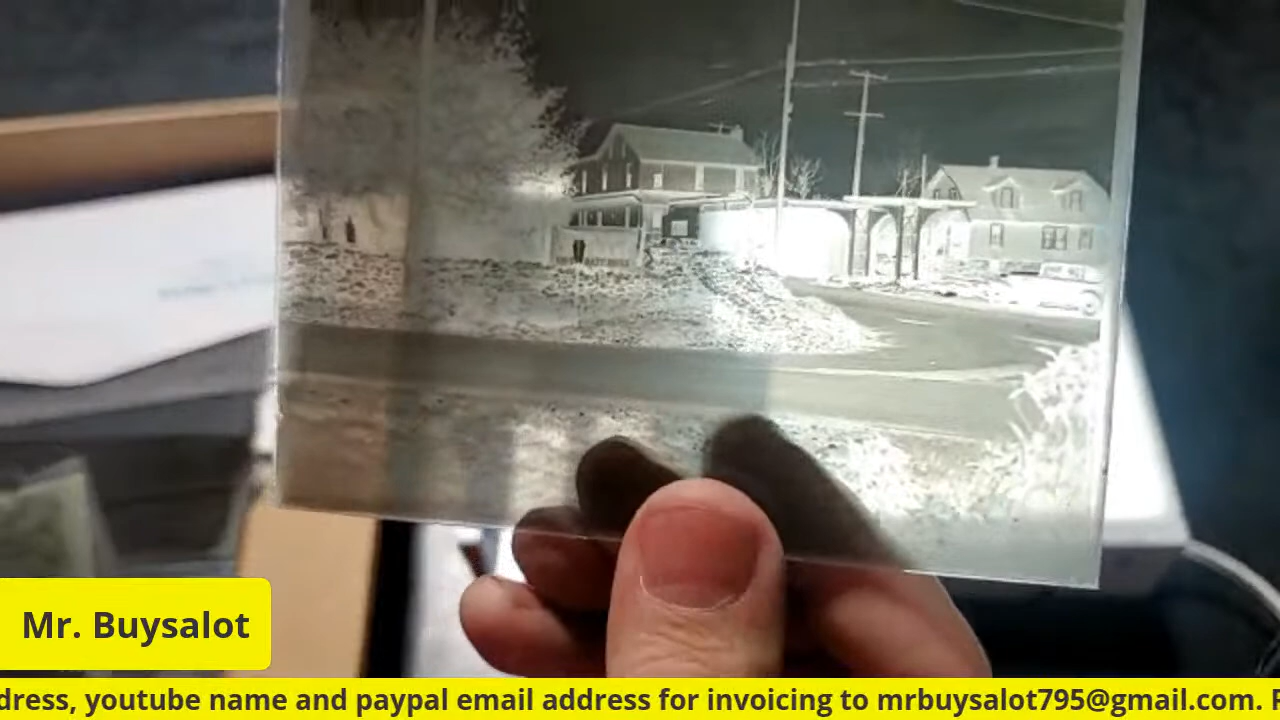 Mr. Buysalot
dress, youtube name and paypal email address for invoicing to mrbuysalot795@gmail.com.